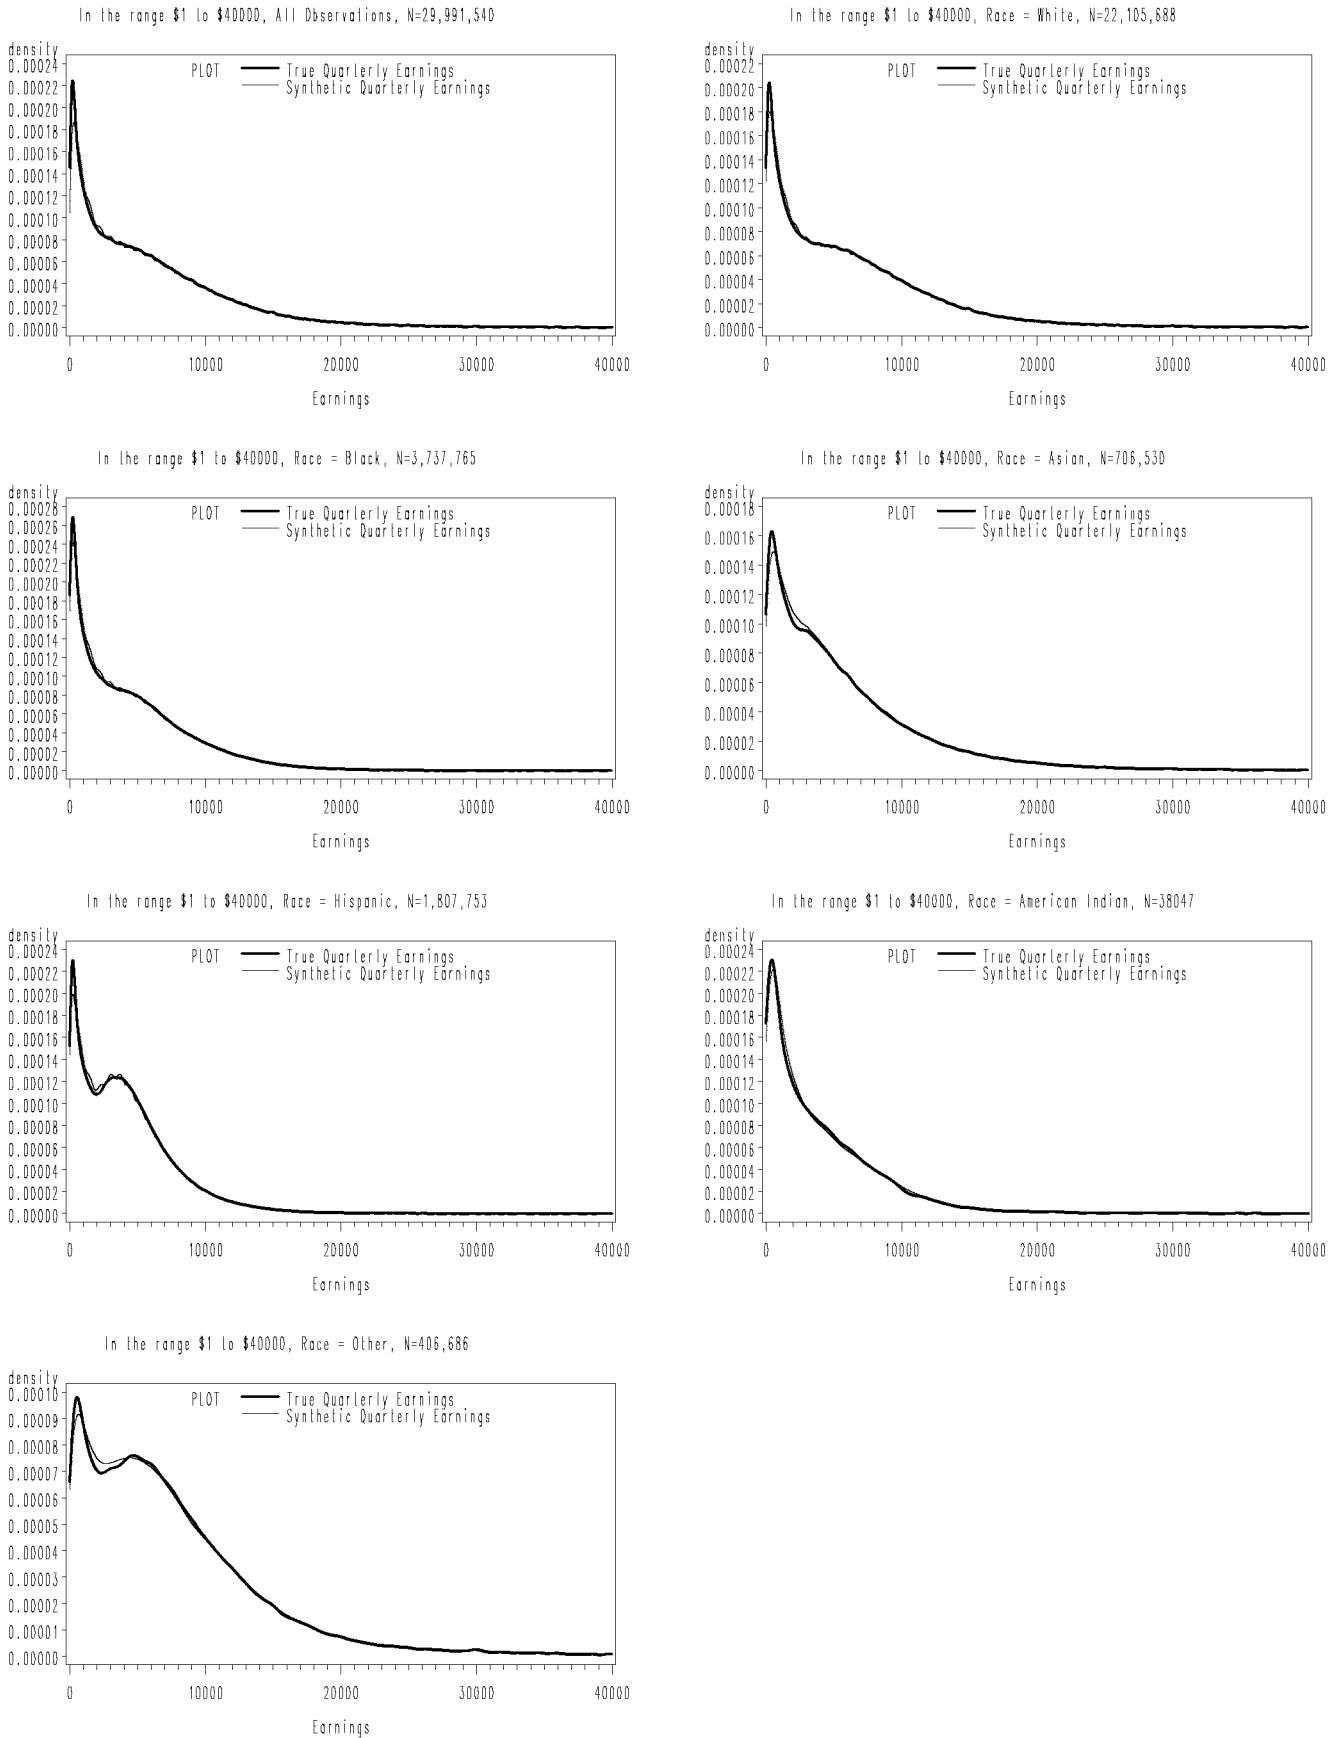 In the range $1 to $40000, All Observations, N=29,991,540
density
0.00024
0.00022
0.00020
0.00018
0.00016
0.00014
0.00012
0.00010
0.00008
0.00006
0.00004
0.00002
0.00000
PLOT True Quarterly Earnings
Synthetic Quarterly Earnings
0 10000 20000 30000 40000
Earnings
In the range $1 to $40000, Race = White, N=22,105,688
density
0.00022
0.00020
0.00018
0.00016
0.00014
0.00012
0.00010
0.00008
0.00006
0.00004
0.00002
0.00000
PLOT True Quarterly Earnings
Synthetic Quarterly Earnings
0 10000 20000 30000 40000
Earnings
In the range $1 to $40000, Race = Black, N=3,737,765
density
0.00028
0.00026
0.00024
0.00022
0.00020
0.00018
0.00016
0.00014
0.00012
0.00010
0.00008
0.00006
0.00004
0.00002
0.00000
PLOT True Quarterly Earnings
Synthetic Quarterly Earnings
0 10000 20000 30000 40000
Earnings
In the range $1 to $40000, Race = Asian, N=706,530
density
0.00018
0.00016
0.00014
0.00012
0.00010
0.00008
0.00006
0.00004
0.00002
0.00000
PLOT True Quarterly Earnings
Synthetic Quarterly Earnings
0 10000 20000 30000 40000
Earnings
In the range $1 to $40000, Race = Hispanic, N=1,807,753
density
0.00024
0.00022
0.00020
0.00018
0.00016
0.00014
0.00012
0.00010
0.00008
0.00006
0.00004
0.00002
0.00000
PLOT True Quarterly Earnings
Synthetic Quarterly Earnings
0 10000 20000 30000 40000
Earnings
In the range $1 to $40000, Race = American Indian, N=38047
density
0.00024
0.00022
0.00020
0.00018
0.00016
0.00014
0.00012
0.00010
0.00008
0.00006
0.00004
0.00002
0.00000
PLOT True Quarterly Earnings
Synthetic Quarterly Earnings
0 10000 20000 30000 40000
Earnings
In the range $1 to $40000, Race = Other, N=406,686
density
0.00010
0.00009
0.00008
0.00007
0.00006
0.00005
0.00004
0.00003
0.00002
0.00001
0.00000
PLOT True Quarterly Earnings
Synthetic Quarterly Earnings
0 10000 20000 30000 40000
Earnings